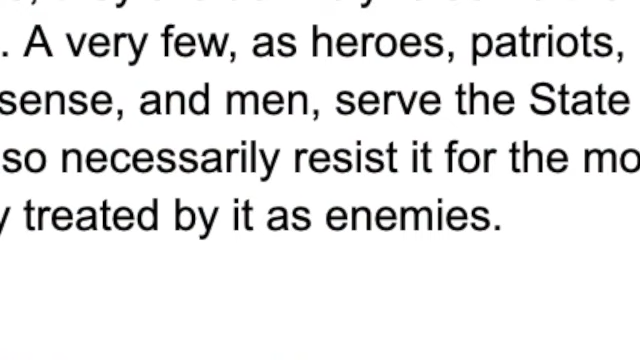 . A very few, as heroes, patriots,
sense, and men, serve the State
so necessarily resist it for the mo
y treated by it as enemies.